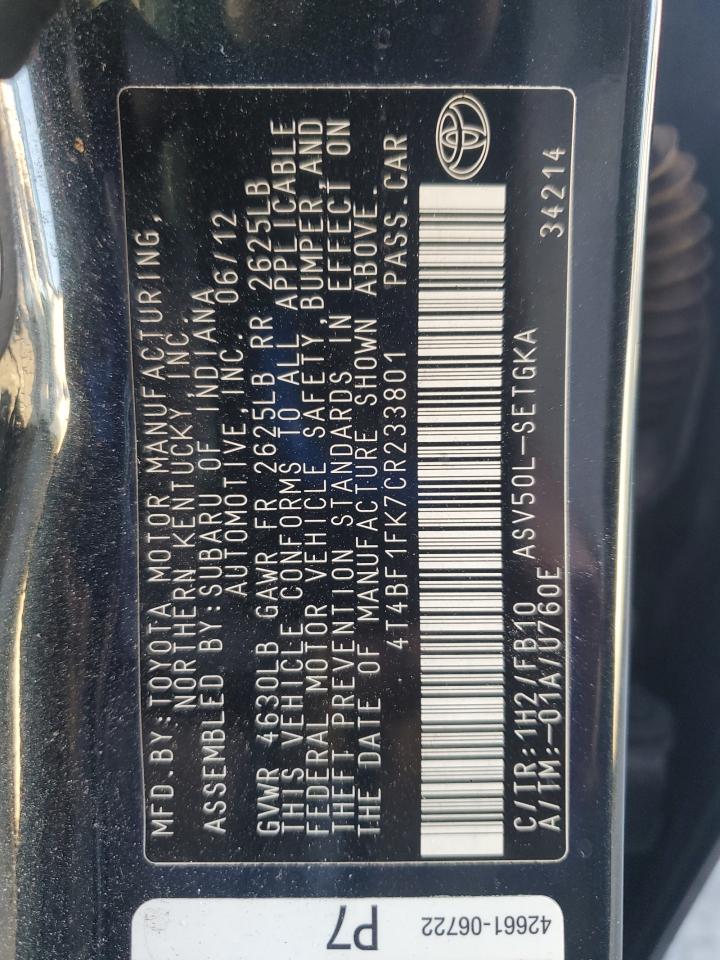 MFD.BY:TOYOTA MOTOR MANUFACTURING,
NORTHERN KENTUCKY,INC.
ASSEMBLED BY:SUBARU OF INDIANA
AUTOMOTIVE,INC 06/12
GVWR 4630LB GAWR FR 2625LB RR 2625LB
THIS VEHICLE CONFORMS TO ALL APPLICABLE
FEDERAL MOTOR VEHICLE SAFETY, BUMPER,AND
THEFT PREVENTION STANDARDS IN EFFECT ON
THE DATE OF MANUFACTURE SHOWN ABOVE.
4T4BF1FK7CR233801 PASS.CAR
C/TR:1H2/FB10 ASV50L-SETGKA
A/TM:-01A/U760E 34214
P7
42661-06722